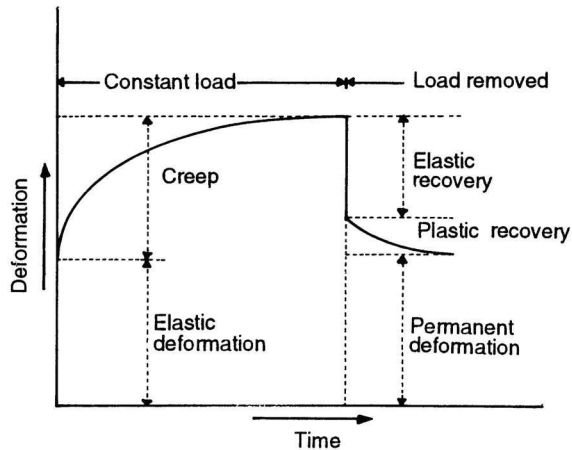 Constant load
Load removed
Creep
Elastic
recovery
Plastic recovery
Deformation
Elastic
deformation
Permanent
deformation
Time